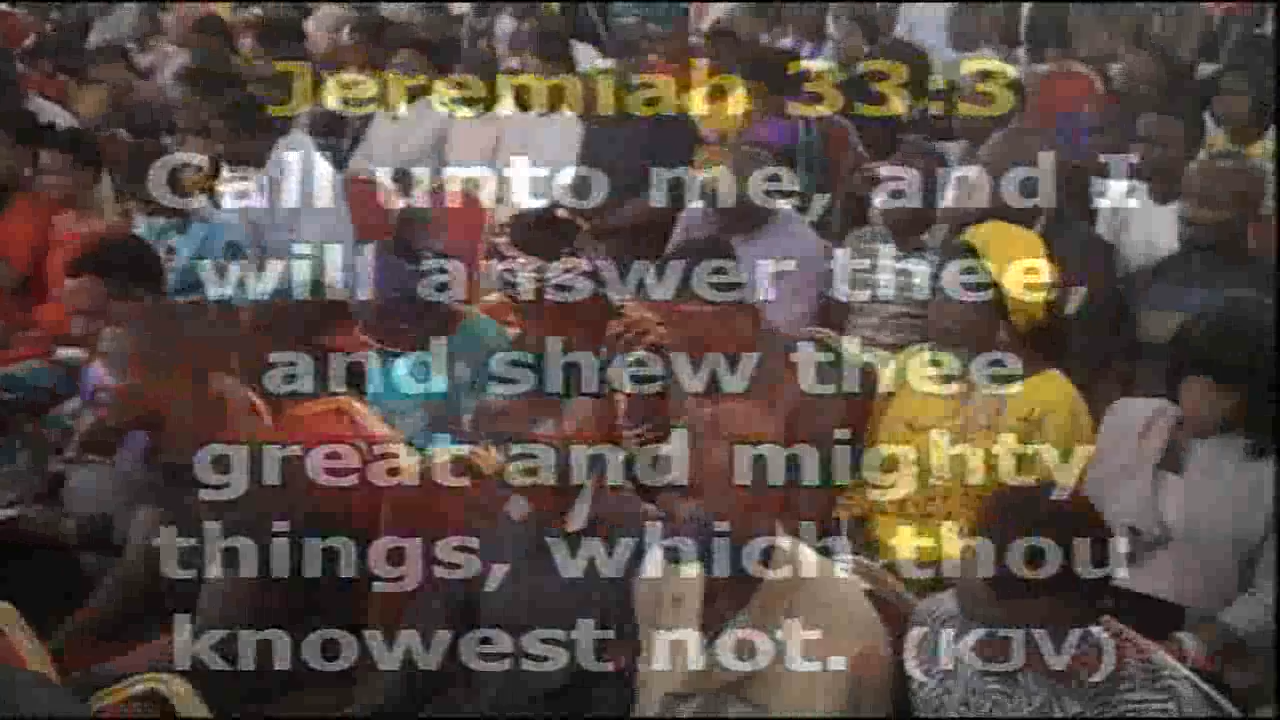 Jeremiah 33:3
Call unto me, and I
will answer thee,
and shew thee
great and mighty
things, which thou
knowest not. (KJV)